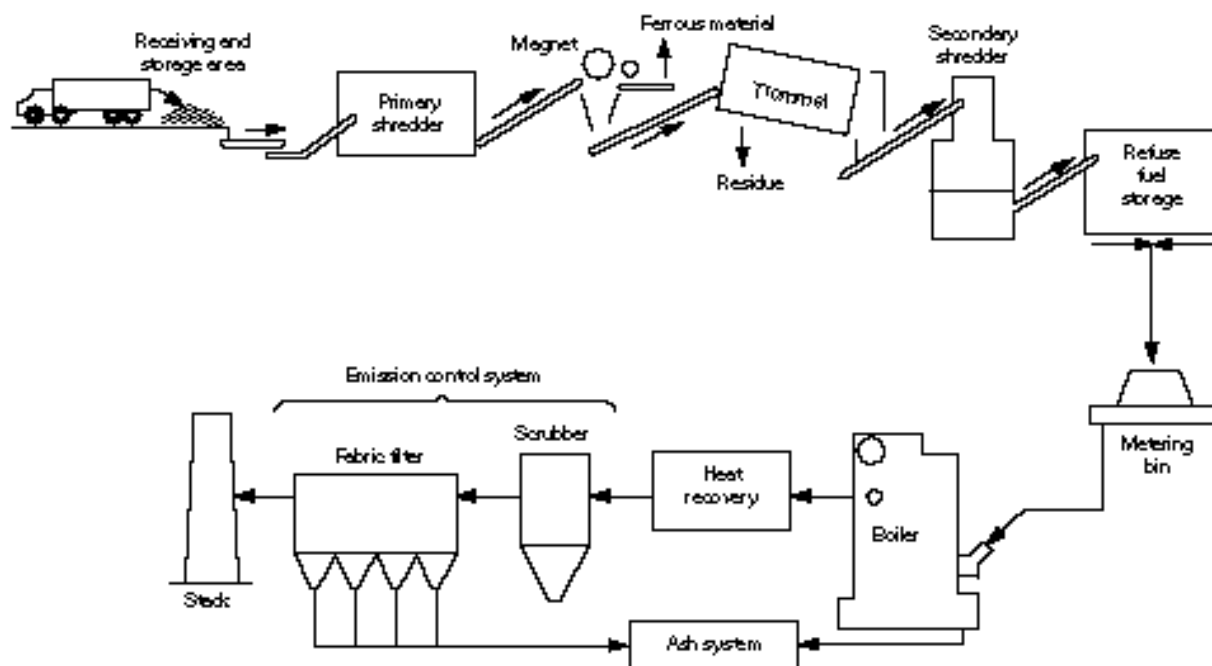 Receiving and
storage area
Primary
shredder
Magnet
Ferrous material
Trommel
Residue
Secondary
shredder
Refuse
fuel
storage
Metering
bin
Boiler
Heat
recovery
Emission control system
Scrubber
Fabric filter
Stack
Ash system